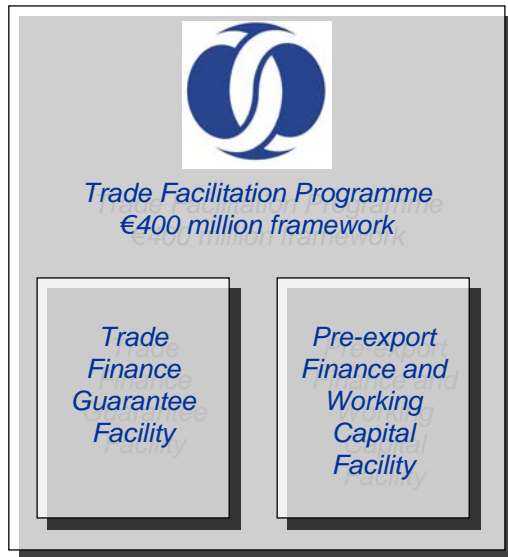 Trade Facilitation Programme
€400 million framework
Trade
Finance
Guarantee
Facility
Pre-export
Finance and
Working
Capital
Facility